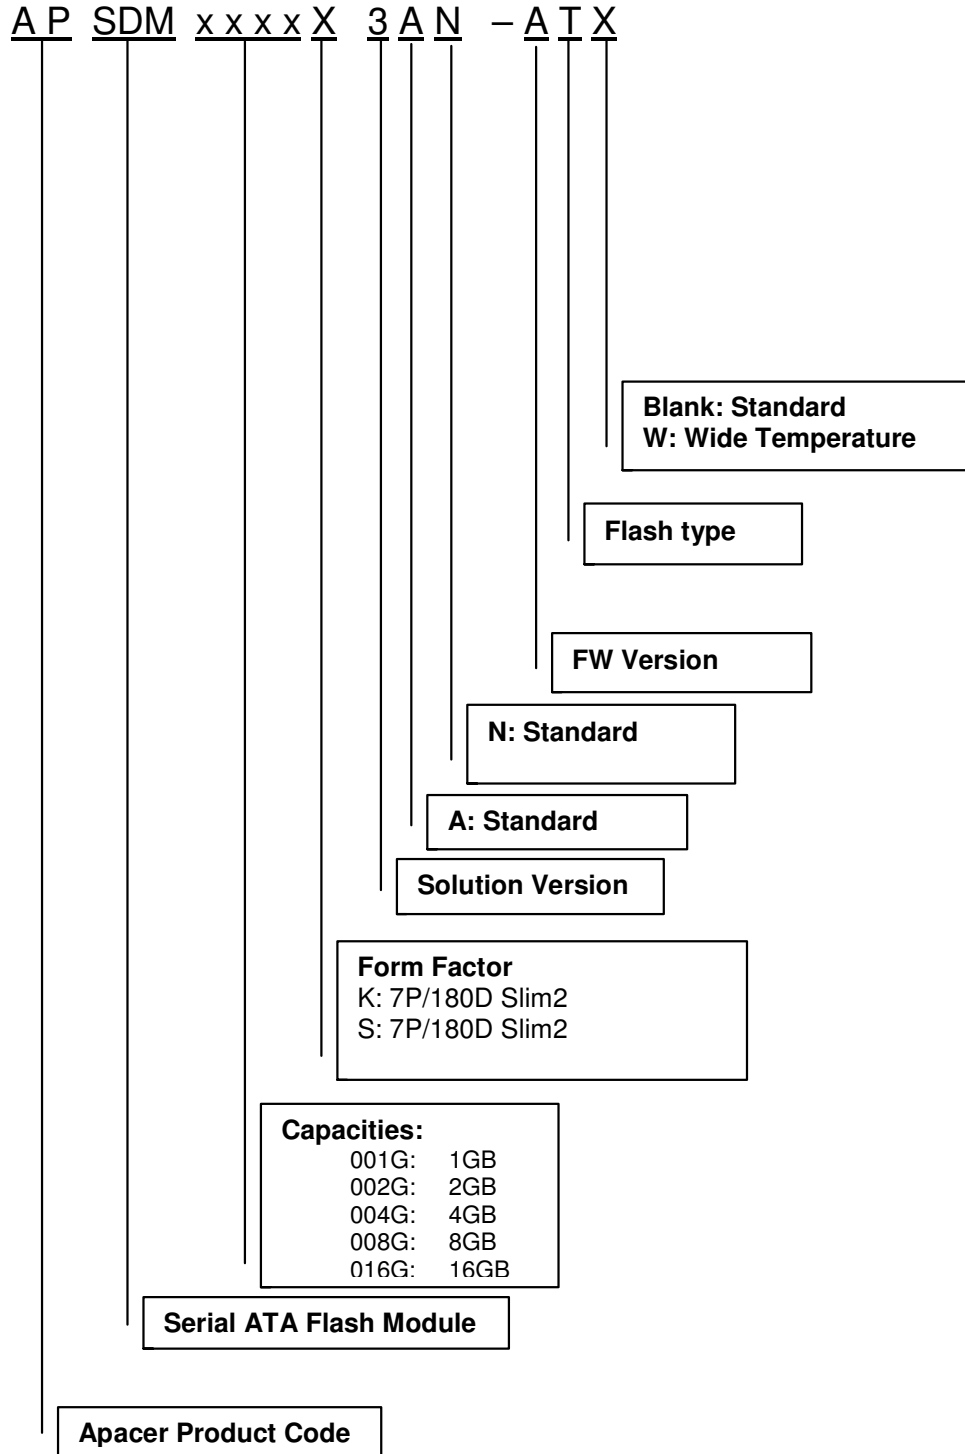 A P SDM x x x x X 3 A N – A T X
Blank: Standard
W: Wide Temperature
Flash type
FW Version
N: Standard
A: Standard
Solution Version
Form Factor
K: 7P/180D Slim2
S: 7P/180D Slim2
Capacities:
001G: 1GB
002G: 2GB
004G: 4GB
008G: 8GB
016G: 16GB
Serial ATA Flash Module
Apacer Product Code